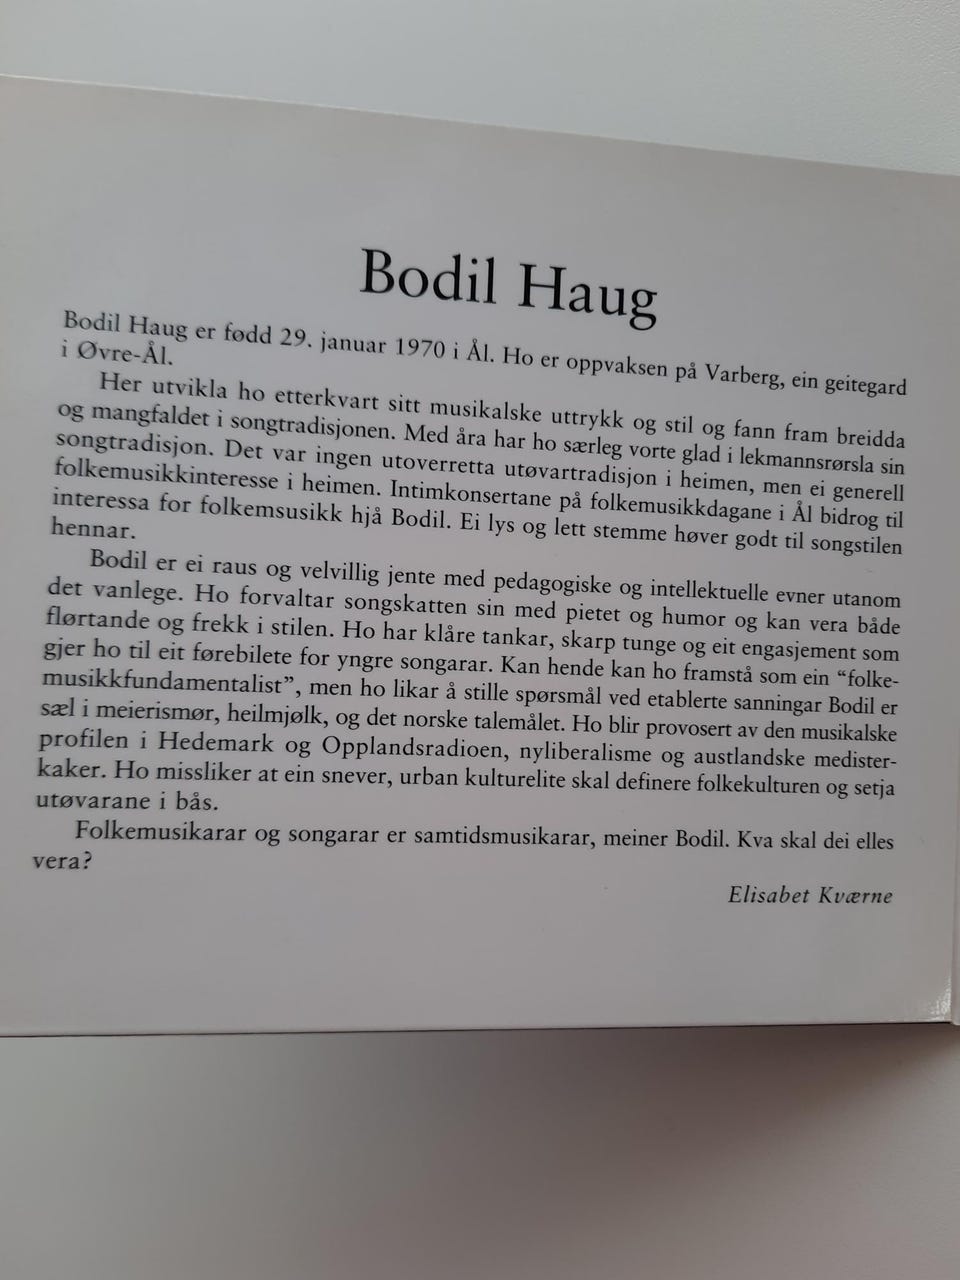 Bodil Haug
Bodil Haug er fødd 29. januar 1970 i Ål. Ho er oppvaksen på Varberg, ein geitegard
i Øvre-Ål.
Her utvikla ho etterkvart sitt musikalske uttrykk og stil og fann fram breidda
og mangfaldet i songtradisjonen. Med åra har ho særleg vorte glad i lekmannsrørsla sin
songtradisjon. Det var ingen utoverretta utøvartradisjon i heimen, men ei generell
folkemusikkinteresse i heimen. Intimkonsertane på folkemusikkdagane i Ål bidrog til
interessa for folkemsusikk hjå Bodil. Ei lys og lett stemme høver godt til songstilen
hennar.
Bodil er ei raus og velvillig jente med pedagogiske og intellektuelle evner utanom
det vanlege. Ho forvaltar songskatten sin med pietet og humor og kan vera både
flørtande og frekk i stilen. Ho har klåre tankar, skarp tunge og eit engasjement som
gjer ho til eit førebilete for yngre songarar. Kan hende kan ho framstå som ein “folke-
musikkfundamentalist”, men ho likar å stille spørsmål ved etablerte sanningar Bodil er
sæl i meierismør, heilmjølk, og det norske talemålet. Ho blir provosert av den musikalske
profilen i Hedemark og Opplandsradioen, nyliberalisme og austlandske medister-
kaker. Ho missliker at ein snever, urban kulturelite skal definere folkekulturen og setja
utøvarane i bås.
Folkemusikarar og songarar er samtidsmusikarar, meiner Bodil. Kva skal dei elles
vera?
Elisabet Kværne